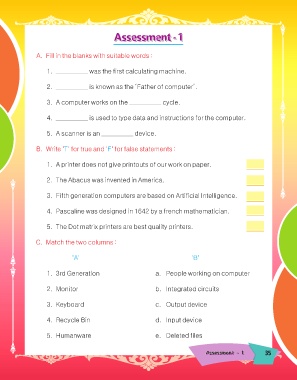 Assessment - 1
A. Fill in the blanks with suitable words :
1. ________ was the first calculating machine.
2. ________ is known as the 'Father of computer'.
3. A computer works on the ________ cycle.
4. ________ is used to type data and instructions for the computer.
5. A scanner is an ________ device.
B. Write 'T' for true and 'F' for false statements :
1. A printer does not give printouts of our work on paper.
2. The Abacus was invented in America.
3. Fifth generation computers are based on Artificial Intelligence.
4. Pascaline was designed in 1642 by a french mathematician.
5. The Dot matrix printers are best quality printers.
C. Match the two columns :
'A' 'B'
1. 3rd Generation a. People working on computer
2. Monitor b. Integrated circuits
3. Keyboard c. Output device
4. Recycle Bin d. Input device
5. Humanware e. Deleted files
Assessment - 1 35